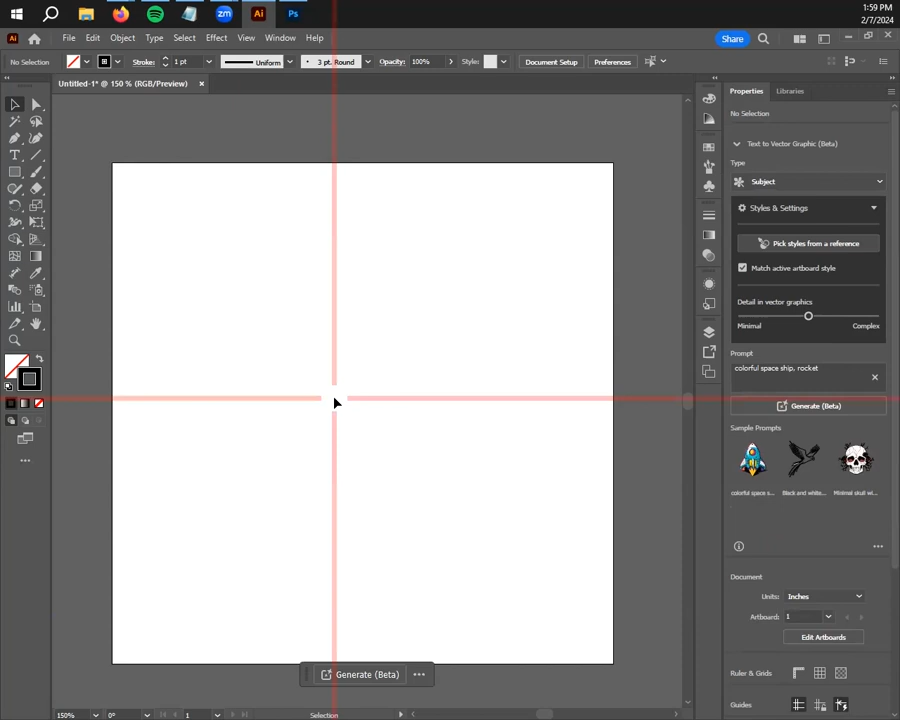 1:59 PM
2/7/2024
Ai
Ps
zm
Ai
File Edit Object Type Select Effect View Window Help
Share
No Selection
Stroke: 1 pt
Uniform
3 pt. Round
Opacity: 100%
Style:
Document Setup
Preferences
Untitled-1* @ 150 % (RGB/Preview)
Properties
Libraries
No Selection
Text to Vector Graphic (Beta)
Type
Subject
Styles & Settings
Pick styles from a reference
Match active artboard style
Detail in vector graphics
Minimal Complex
Prompt
colorful space ship, rocket
Generate (Beta)
Sample Prompts
colorful space s... Black and white... Minimal skull wi...
Document
Units: Inches
Artboard: 1
Edit Artboards
Ruler & Grids
Guides
Generate (Beta)
150% 0° 1 Selection